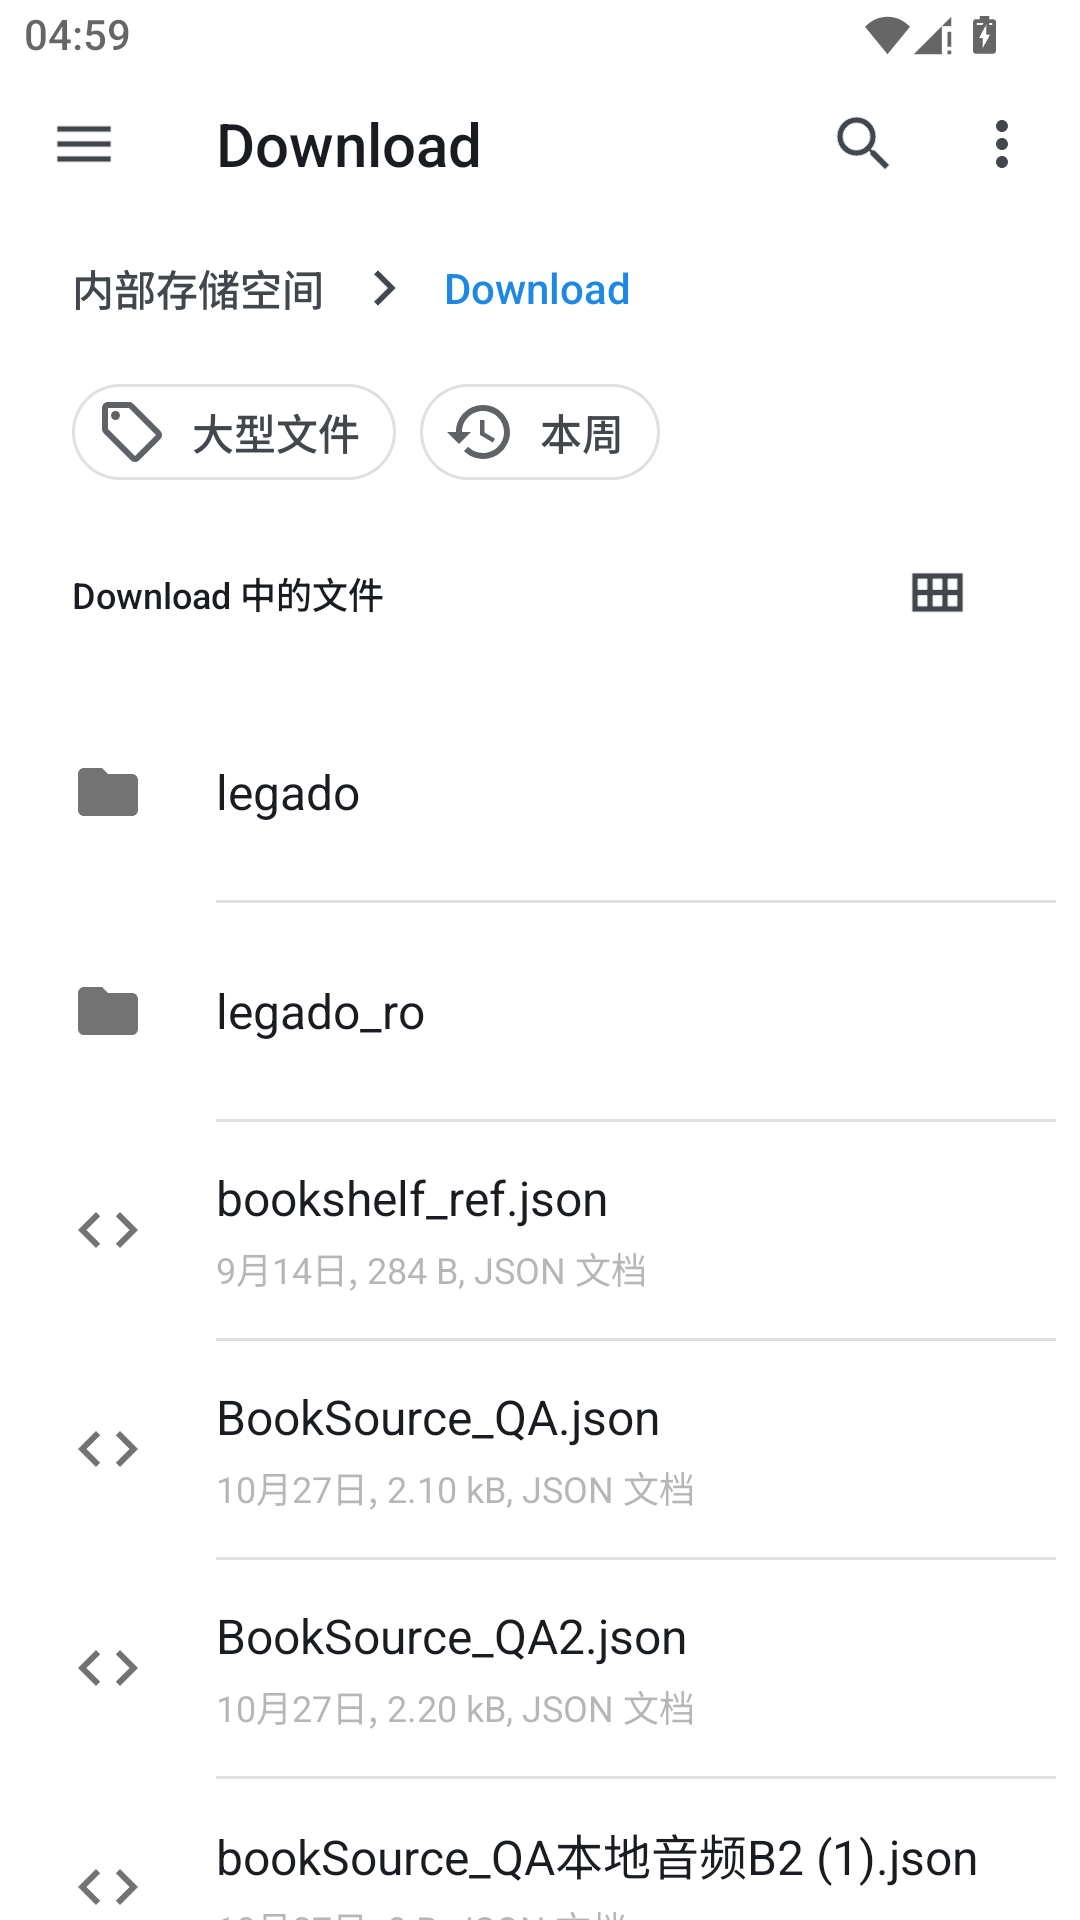 04:59
Download
内部存储空间 Download
大型文件 本周
Download 中的文件
legado
legado_ro
bookshelf_ref.json
9月14日, 284 B, JSON 文档
BookSource_QA.json
10月27日, 2.10 kB, JSON 文档
BookSource_QA2.json
10月27日, 2.20 kB, JSON 文档
bookSource_QA本地音频B2 (1).json